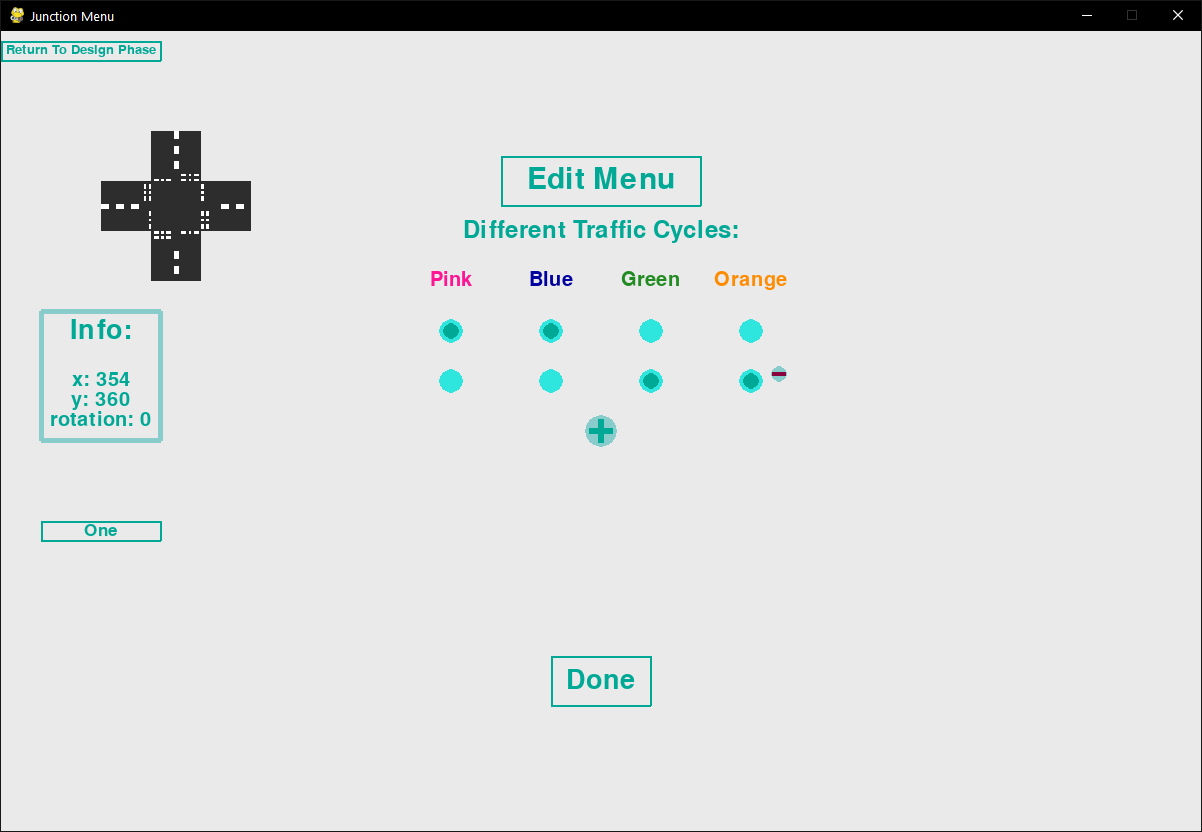 Junction Menu
Return To Design Phase
Edit Menu
Different Traffic Cycles:
Pink Blue Green Orange
Info:
x: 354
y: 360
rotation: 0
One
Done